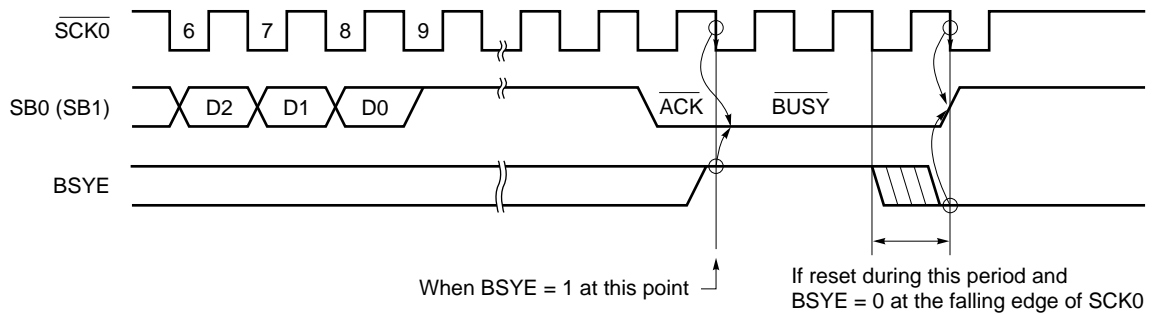 SCK0 6 7 8 9
SB0 (SB1) D2 D1 D0 ACK BUSY
BSYE
When BSYE = 1 at this point
If reset during this period and
BSYE = 0 at the falling edge of SCK0